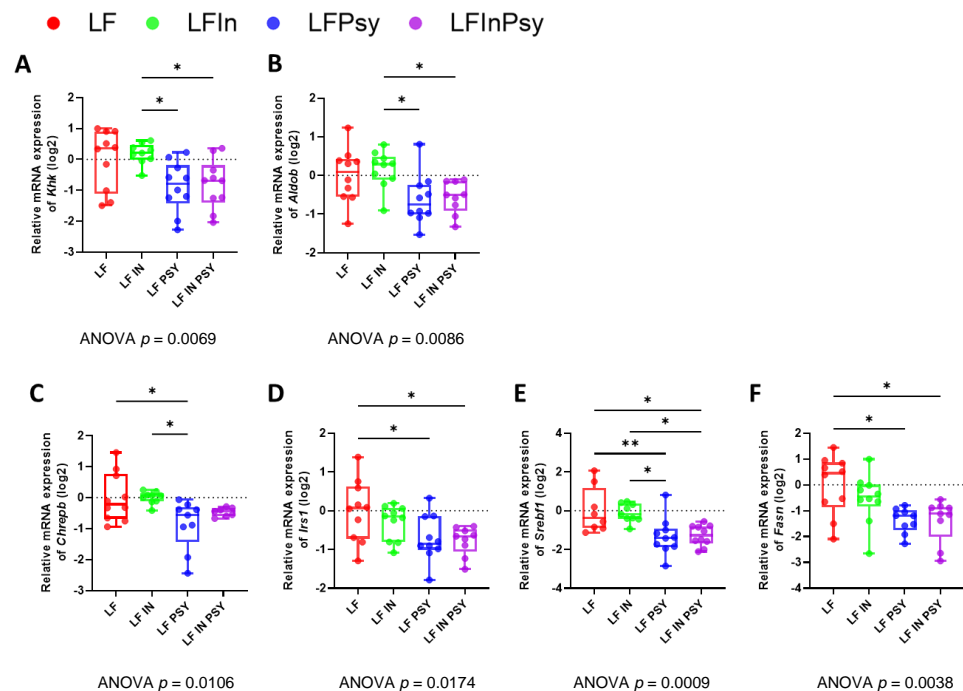 LF LFIn LFPsy LFInPsy
A
Relative mRNA expression
of Khk (log2)
* 
*
2
1
0
-1
-2
-3
LF
LF IN
LF PSY
LF IN PSY
ANOVA p = 0.0069
B
Relative mRNA expression
of Aldob (log2)
*
*
2
1
0
-1
-2
LF
LF IN
LF PSY
LF IN PSY
ANOVA p = 0.0086
C
Relative mRNA expression
of Chrepb (log2)
*
*
2
1
0
-1
-2
-3
LF
LF IN
LF PSY
LF IN PSY
ANOVA p = 0.0106
D
Relative mRNA expression
of Irs1 (log2)
*
*
2
1
0
-1
-2
LF
LF IN
LF PSY
LF IN PSY
ANOVA p = 0.0174
E
Relative mRNA expression
of Srebf1 (log2)
*
*
**
*
4
2
0
-2
-4
LF
LF IN
LF PSY
LF IN PSY
ANOVA p = 0.0009
F
Relative mRNA expression
of Fasn (log2)
*
*
2
1
0
-1
-2
-3
-4
LF
LF IN
LF PSY
LF IN PSY
ANOVA p = 0.0038